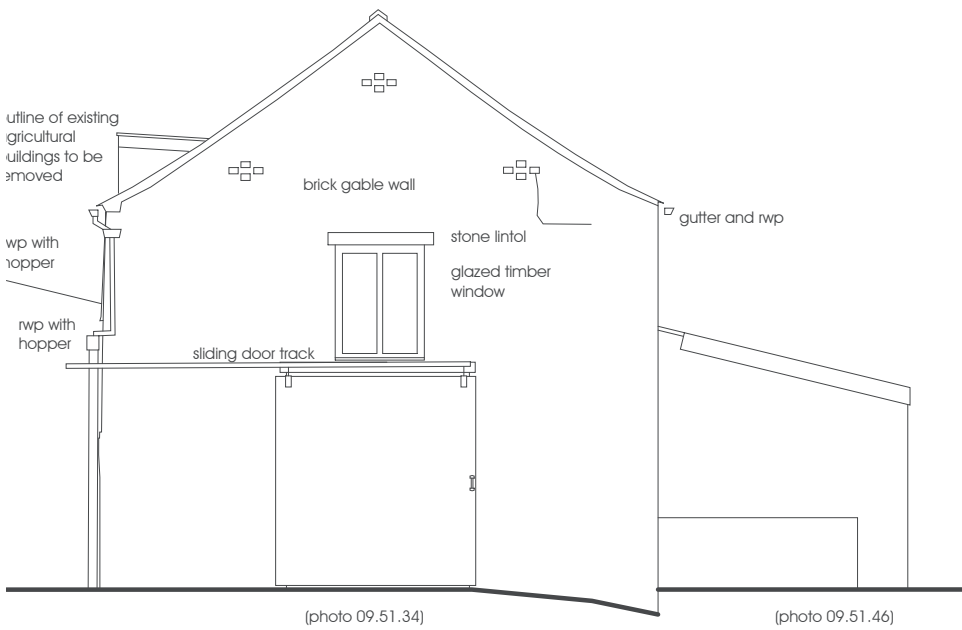 utline of existing
gricultural
uildings to be
emoved
brick gable wall
gutter and rwp
stone lintol
wp with
hopper
glazed timber
window
rwp with
hopper
sliding door track
(photo 09.51.34)
(photo 09.51.46)